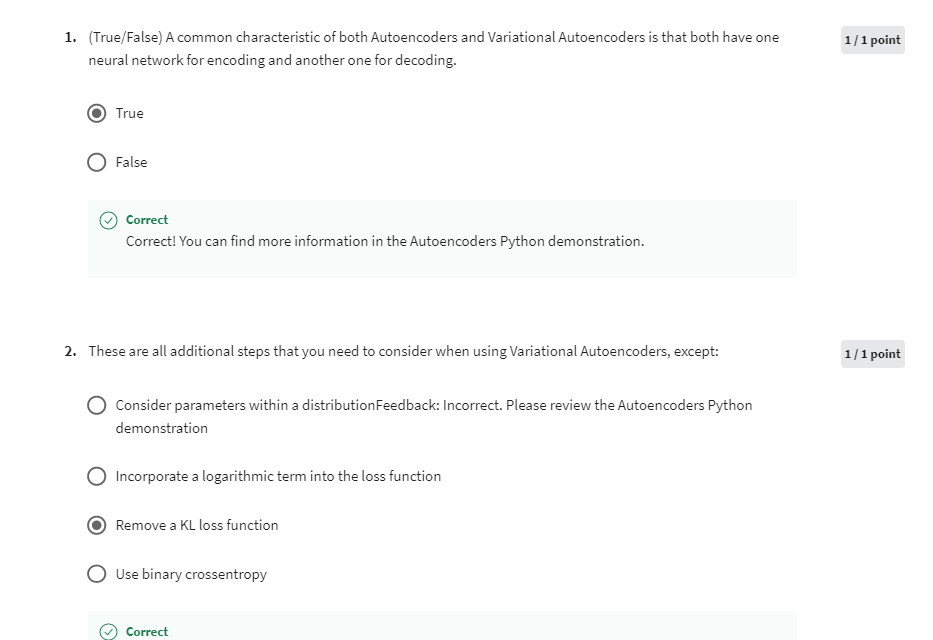 1. (True/False) A common characteristic of both Autoencoders and Variational Autoencoders is that both have one
1 / 1 point
neural network for encoding and another one for decoding.
True
False
Correct
Correct! You can find more information in the Autoencoders Python demonstration.
2. These are all additional steps that you need to consider when using Variational Autoencoders, except:
1 / 1 point
Consider parameters within a distributionFeedback: Incorrect. Please review the Autoencoders Python
demonstration
Incorporate a logarithmic term into the loss function
Remove a KL loss function
Use binary crossentropy
Correct